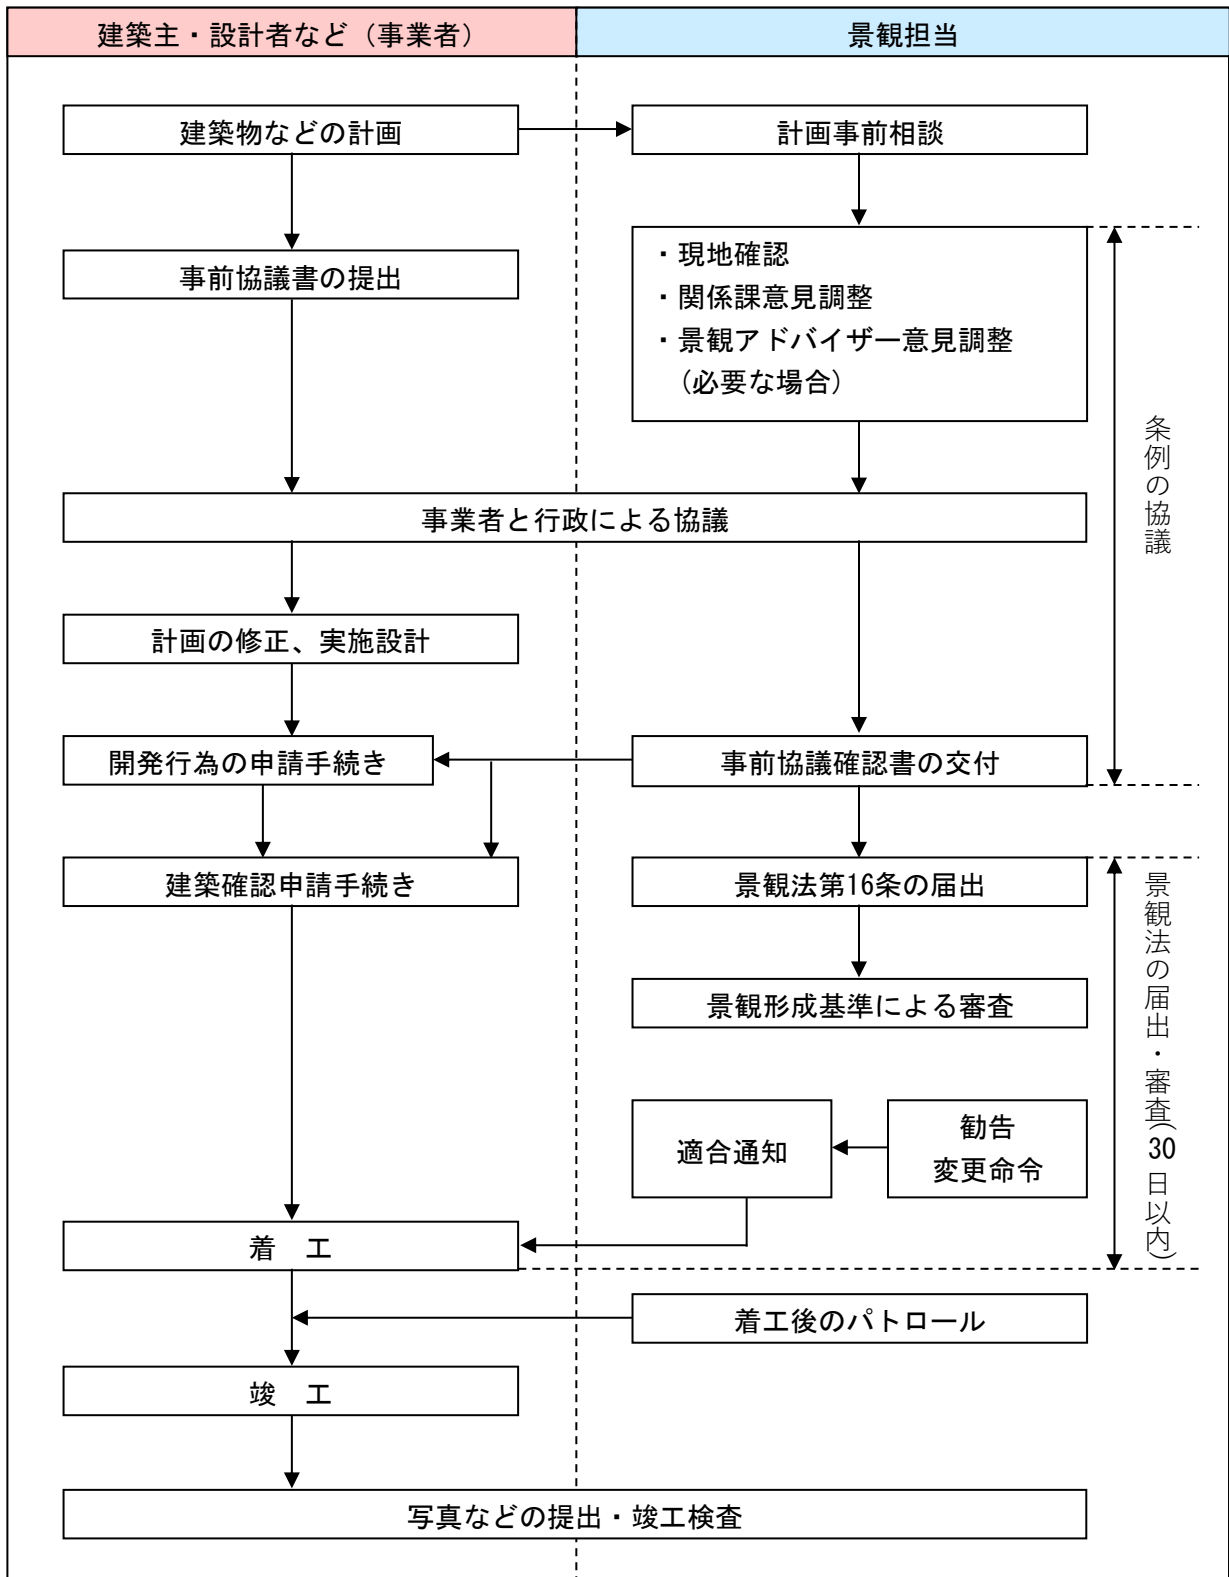 建築主・設計者など（事業者）
景観担当
建築物などの計画
計画事前相談
事前協議書の提出
・現地確認
・関係課意見調整
・景観アドバイザー意見調整
（必要な場合）
条例の協議
事業者と行政による協議
計画の修正、実施設計
開発行為の申請手続き
事前協議確認書の交付
建築確認申請手続き
景観法第16条の届出
景観形成基準による審査
景観法の届出・審査（30日以内）
適合通知
勧告
変更命令
着　工
着工後のパトロール
竣　工
写真などの提出・竣工検査